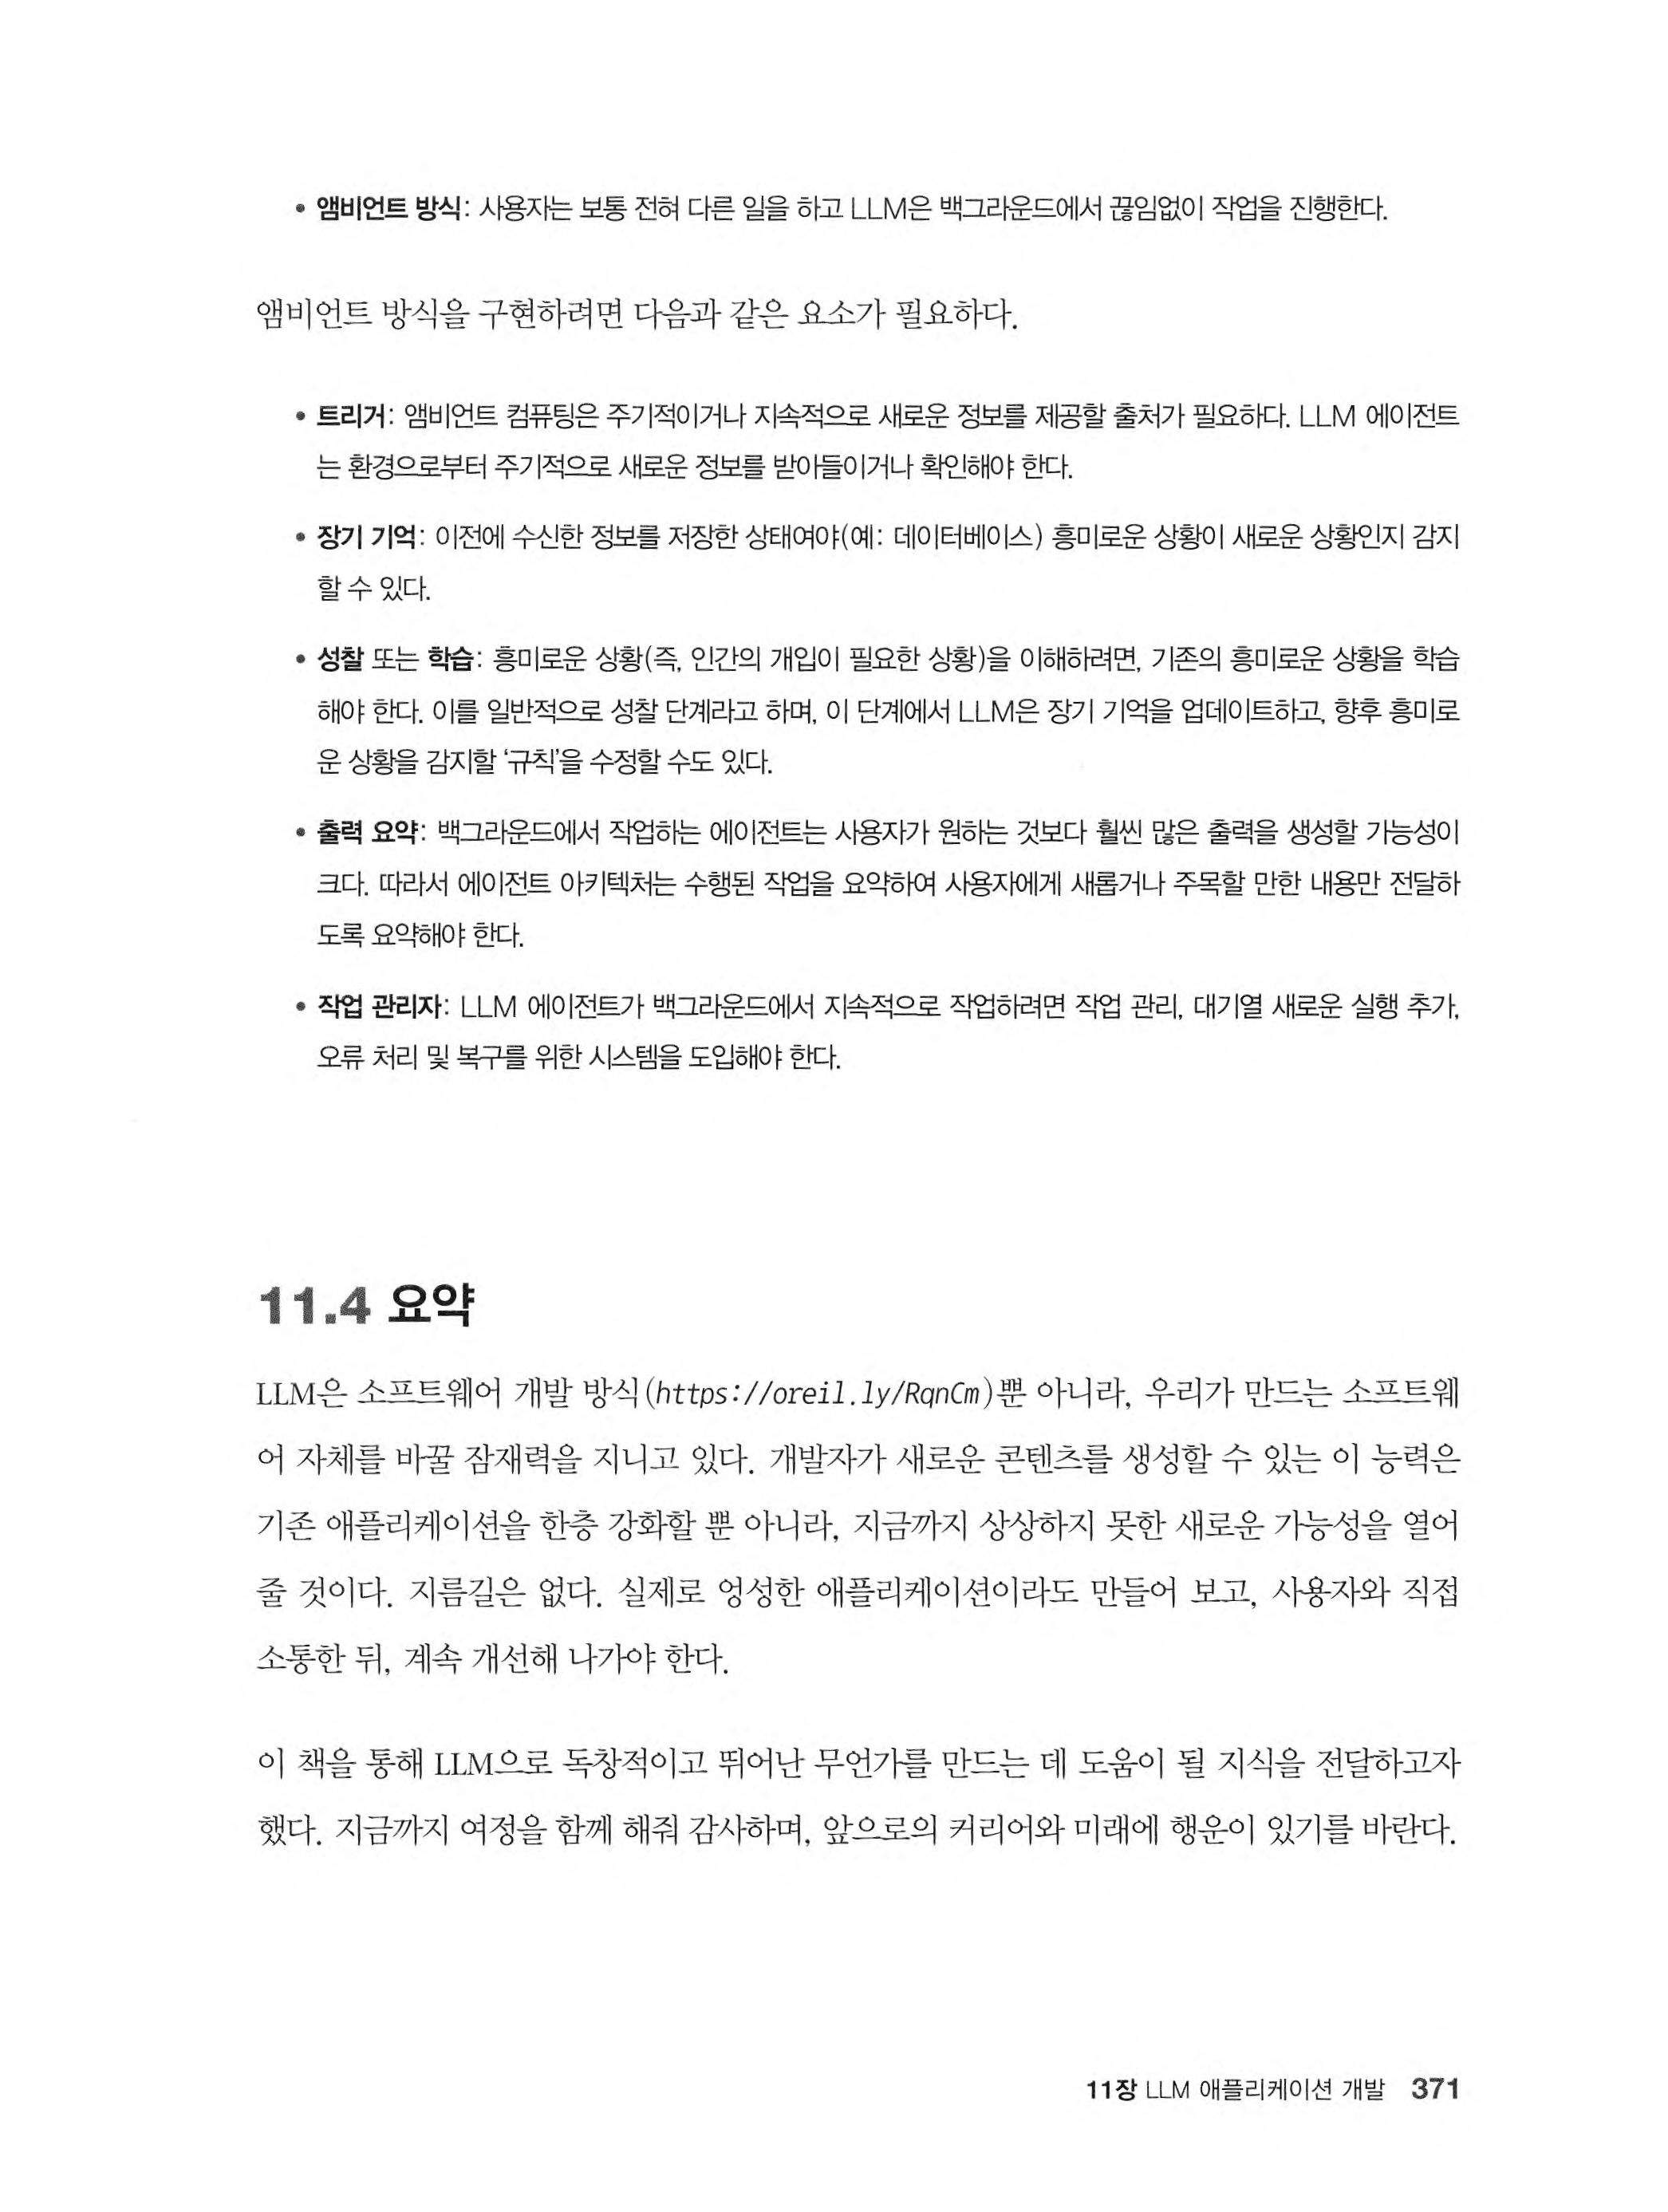 • 앰비언트 방식: 사용자는 보통 전혀 다른 일을 하고 LLM은 백그라운드에서 끊임없이 작업을 진행한다.
앰비언트 방식을 구현하려면 다음과 같은 요소가 필요하다.
• 트리거: 앰비언트 컴퓨팅은 주기적이거나 지속적으로 새로운 정보를 제공할 출처가 필요하다. LLM 에이전트
는 환경으로부터 주기적으로 새로운 정보를 받아들이거나 확인해야 한다.
• 장기 기억: 이전에 수신한 정보를 저장한 상태여야(예: 데이터베이스) 흥미로운 상황이 새로운 상황인지 감지
할 수 있다.
• 성찰 또는 학습: 흥미로운 상황(즉, 인간의 개입이 필요한 상황)을 이해하려면, 기존의 흥미로운 상황을 학습
해야 한다. 이를 일반적으로 성찰 단계라고 하며, 이 단계에서 LLM은 장기 기억을 업데이트하고, 향후 흥미로
운 상황을 감지할 ‘규칙’을 수정할 수도 있다.
• 출력 요약: 백그라운드에서 작업하는 에이전트는 사용자가 원하는 것보다 훨씬 많은 출력을 생성할 가능성이
크다. 따라서 에이전트 아키텍처는 수행된 작업을 요약하여 사용자에게 새롭거나 주목할 만한 내용만 전달하
도록 요약해야 한다.
• 작업 관리자: LLM 에이전트가 백그라운드에서 지속적으로 작업하려면 작업 관리, 대기열 새로운 실행 추가,
오류 처리 및 복구를 위한 시스템을 도입해야 한다.
11.4 요약
LLM은 소프트웨어 개발 방식(https://oreil.ly/RqnCm)뿐 아니라, 우리가 만드는 소프트웨
어 자체를 바꿀 잠재력을 지니고 있다. 개발자가 새로운 콘텐츠를 생성할 수 있는 이 능력은
기존 애플리케이션을 한층 강화할 뿐 아니라, 지금까지 상상하지 못한 새로운 가능성을 열어
줄 것이다. 지름길은 없다. 실제로 엉성한 애플리케이션이라도 만들어 보고, 사용자와 직접
소통한 뒤, 계속 개선해 나가야 한다.
이 책을 통해 LLM으로 독창적이고 뛰어난 무언가를 만드는 데 도움이 될 지식을 전달하고자
했다. 지금까지 여정을 함께 해줘 감사하며, 앞으로의 커리어와 미래에 행운이 있기를 바란다.
11장 LLM 애플리케이션 개발 371